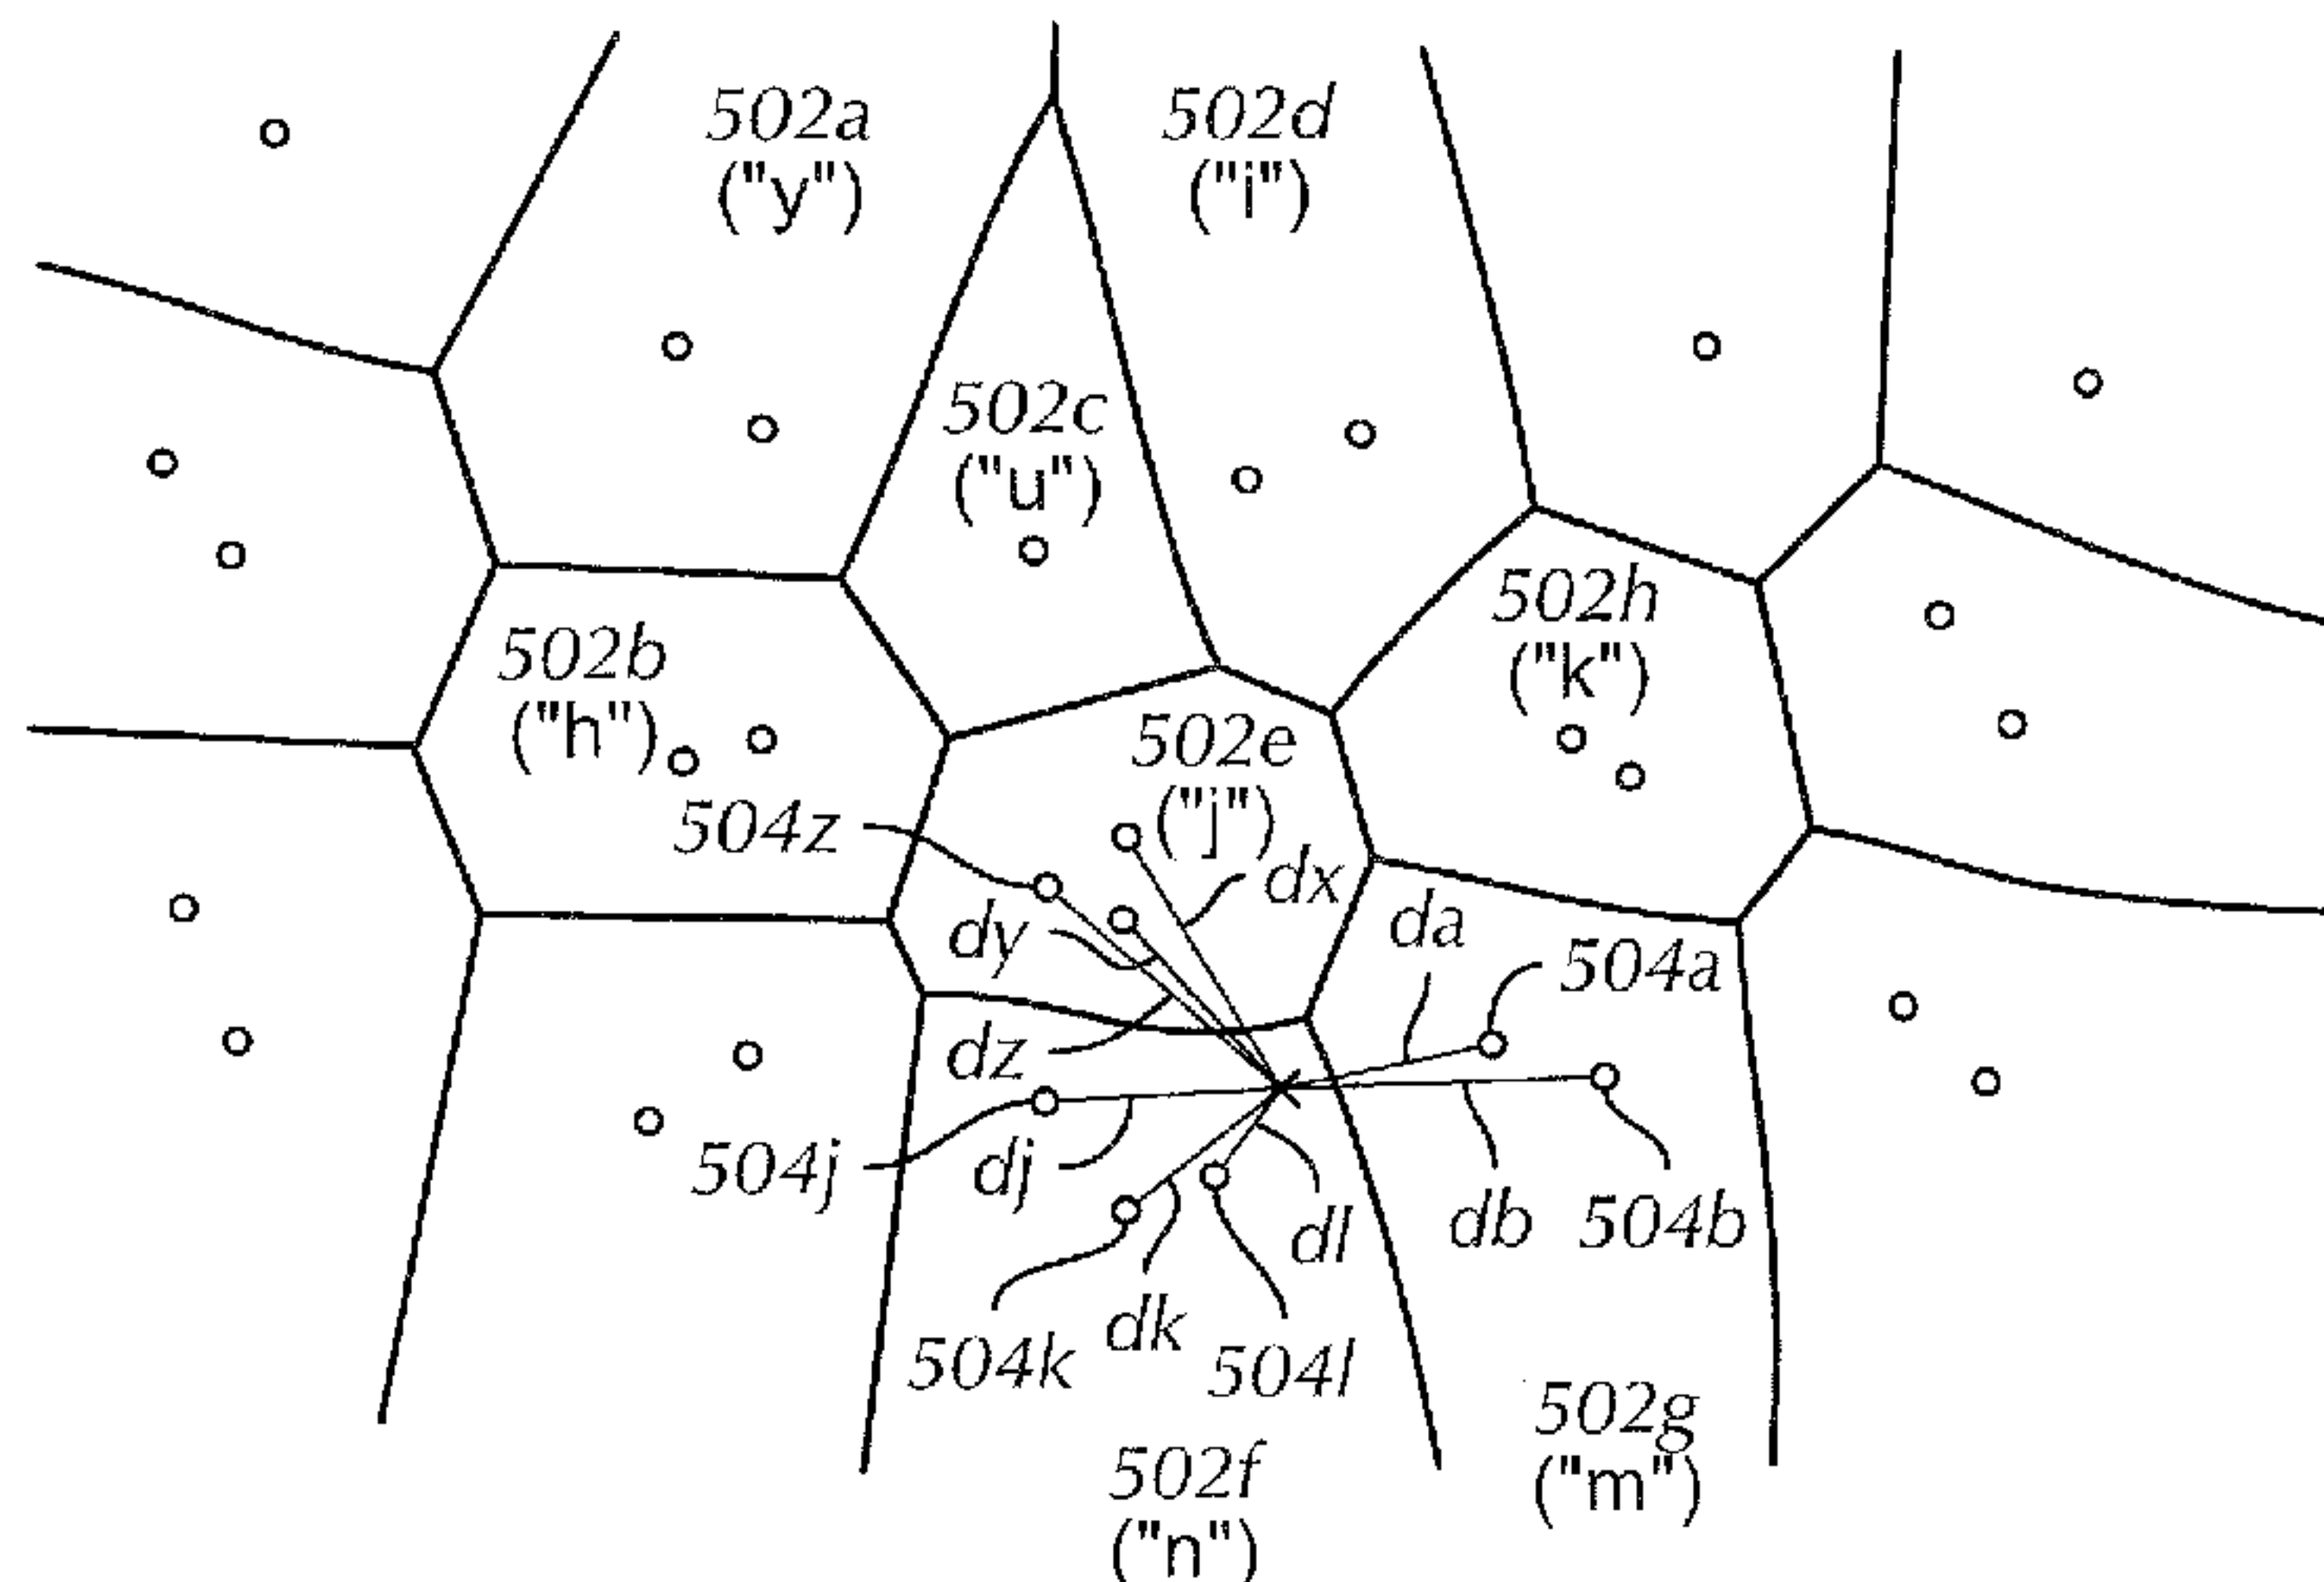 502a
("y")
502d
("i")
502c
("u")
502b
("h")
502h
("k")
502e
("j")
504z
dx
dy
da
504a
dz
504j
dj
dl
db
504b
504k
dk
504l
502g
("m")
502f
("n")